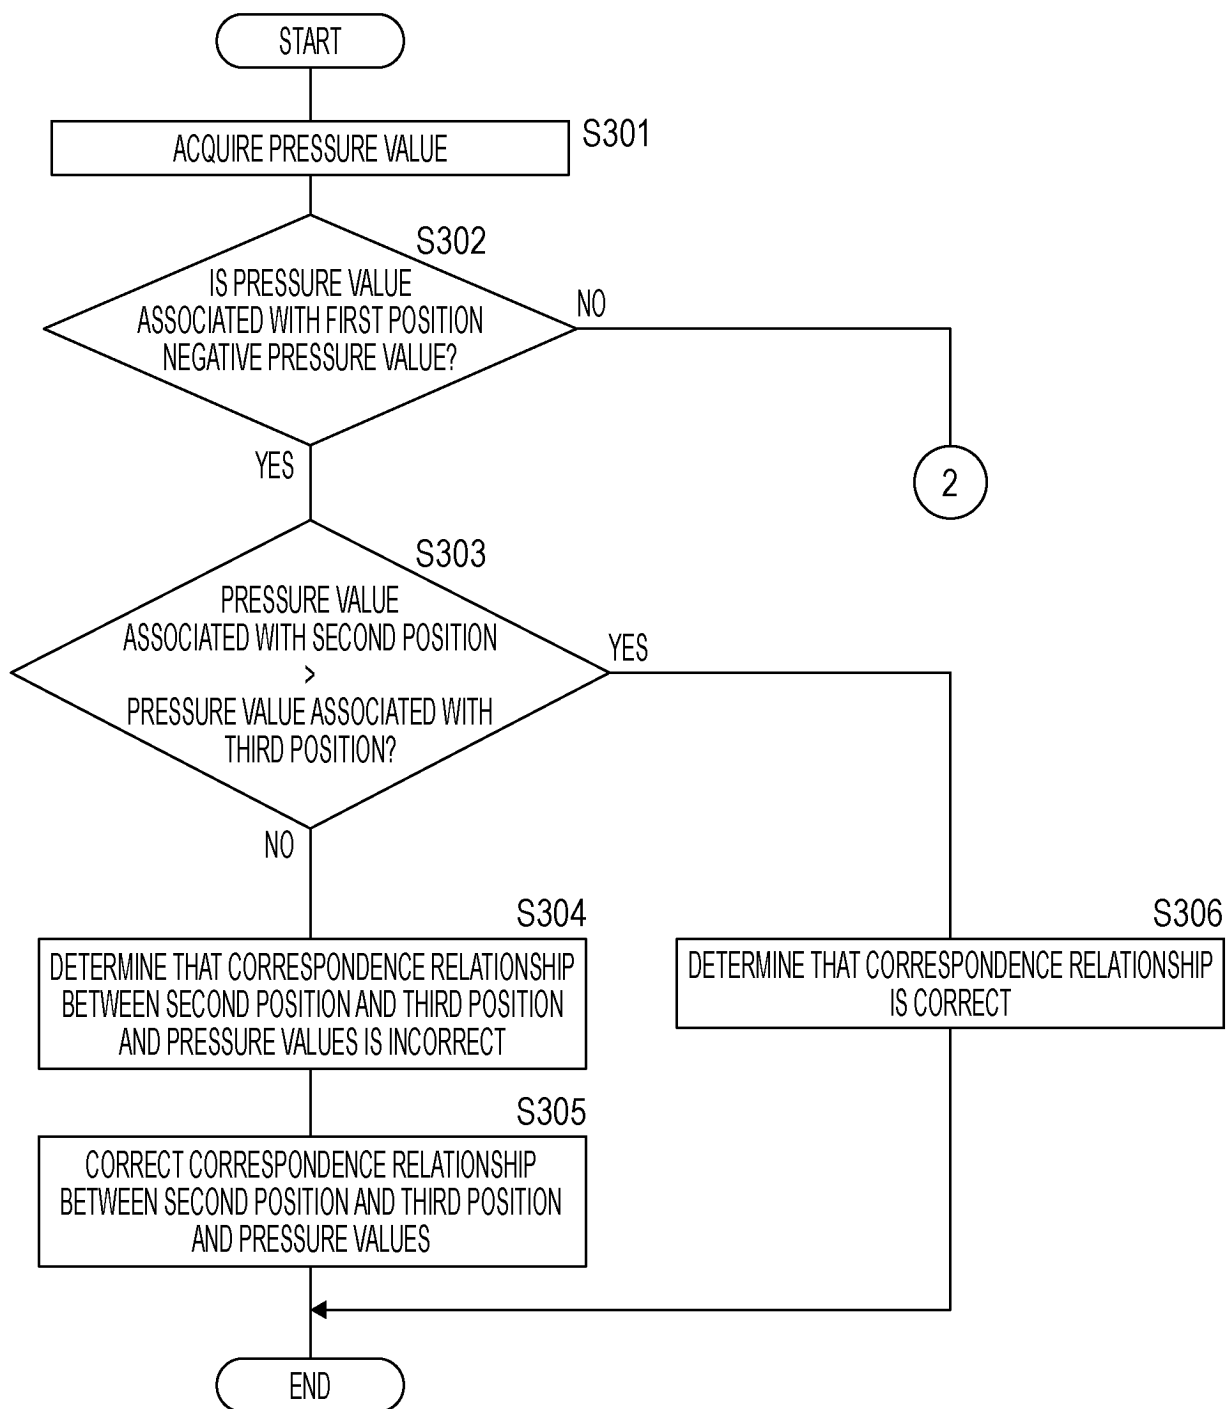 START
ACQUIRE PRESSURE VALUE
S301
S302
IS PRESSURE VALUE
ASSOCIATED WITH FIRST POSITION
NEGATIVE PRESSURE VALUE?
NO
YES
2
S303
PRESSURE VALUE
ASSOCIATED WITH SECOND POSITION
>
PRESSURE VALUE ASSOCIATED WITH
THIRD POSITION?
YES
NO
S304
DETERMINE THAT CORRESPONDENCE RELATIONSHIP
BETWEEN SECOND POSITION AND THIRD POSITION
AND PRESSURE VALUES IS INCORRECT
S306
DETERMINE THAT CORRESPONDENCE RELATIONSHIP
IS CORRECT
S305
CORRECT CORRESPONDENCE RELATIONSHIP
BETWEEN SECOND POSITION AND THIRD POSITION
AND PRESSURE VALUES
END